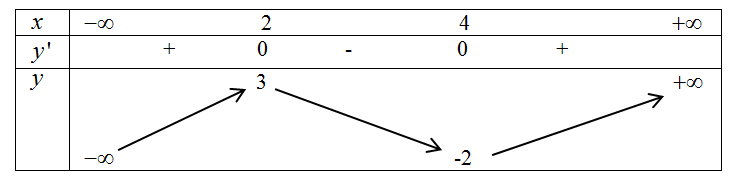 x −∞ 2 4 +∞
y' + 0 - 0 +
y 3 +∞
−∞ -2